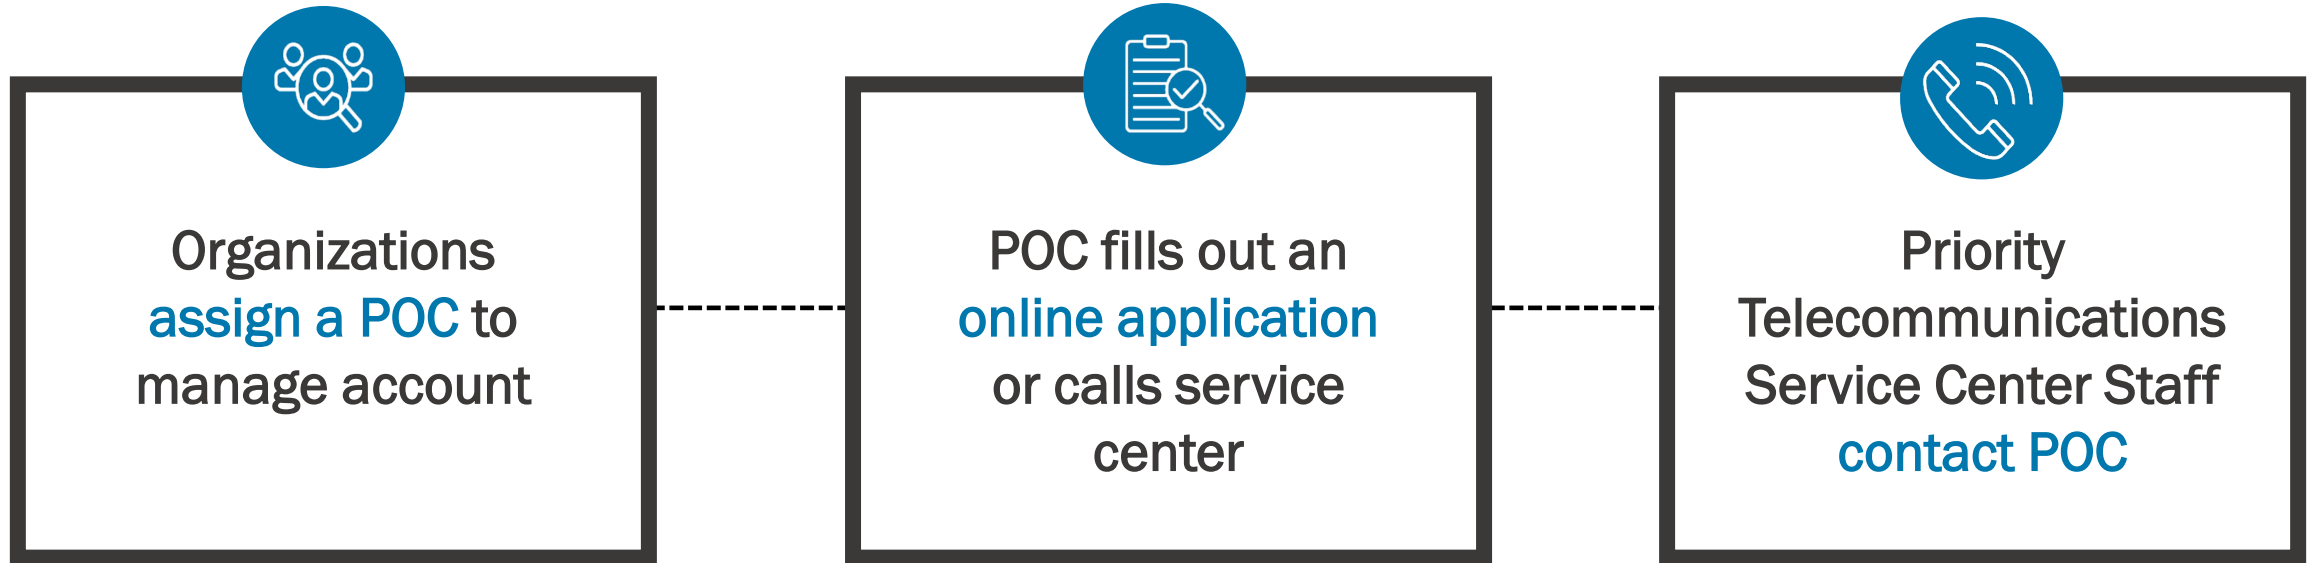 Organizations
assign a POC to
manage account
POC fills out an
online application
or calls service
center
Priority
Telecommunications
Service Center Staff
contact POC